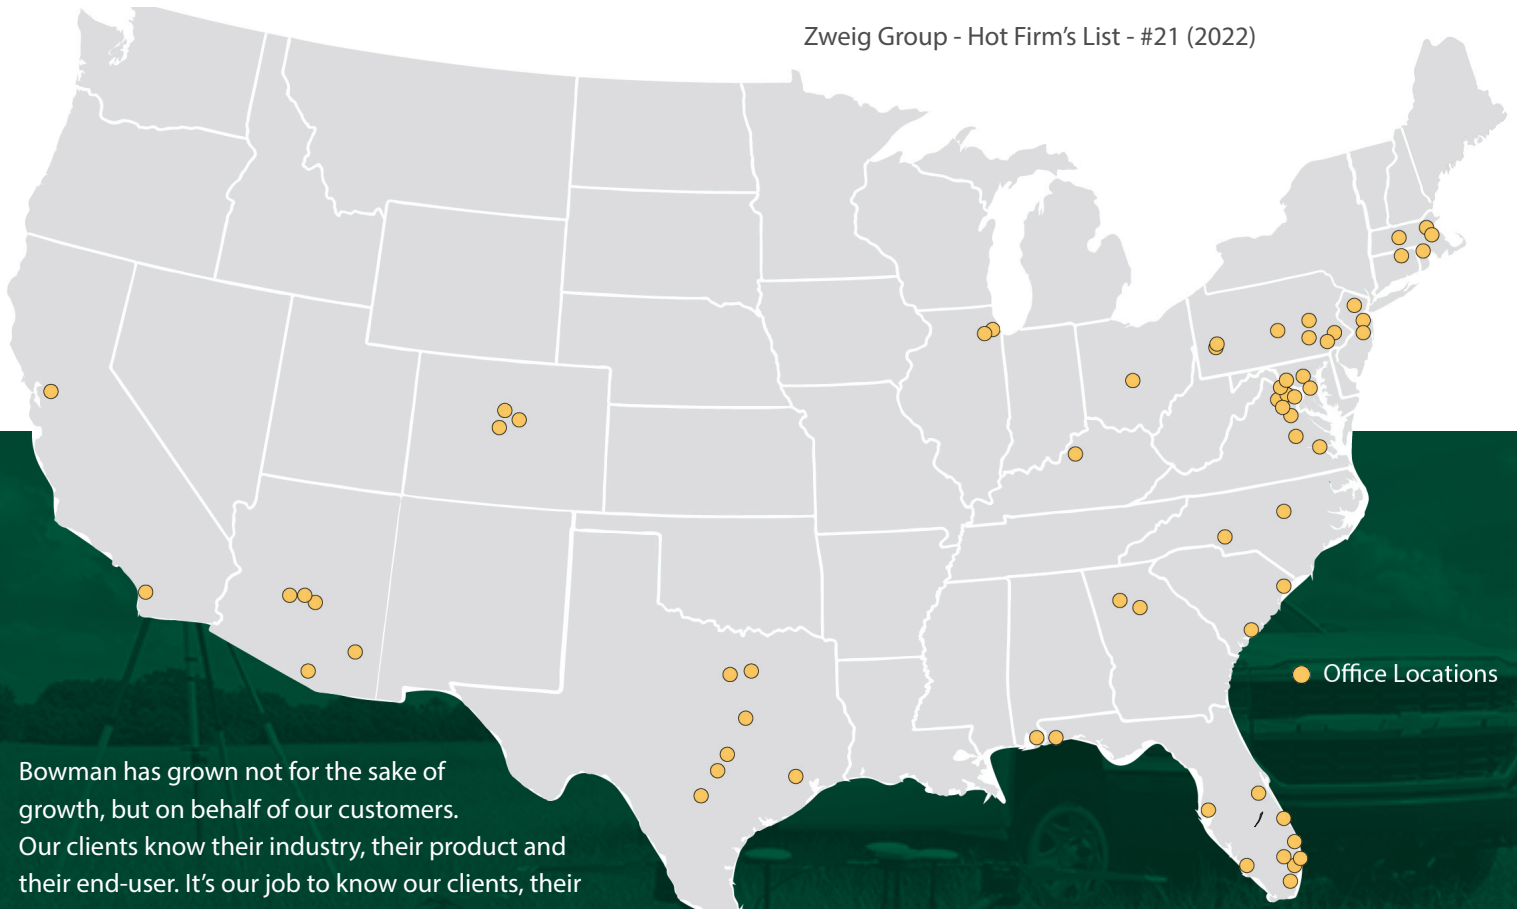 Zweig Group - Hot Firm's List - #21 (2022)
Office Locations
Bowman has grown not for the sake of
growth, but on behalf of our customers.
Our clients know their industry, their product and
their end-user. It's our job to know our clients, their